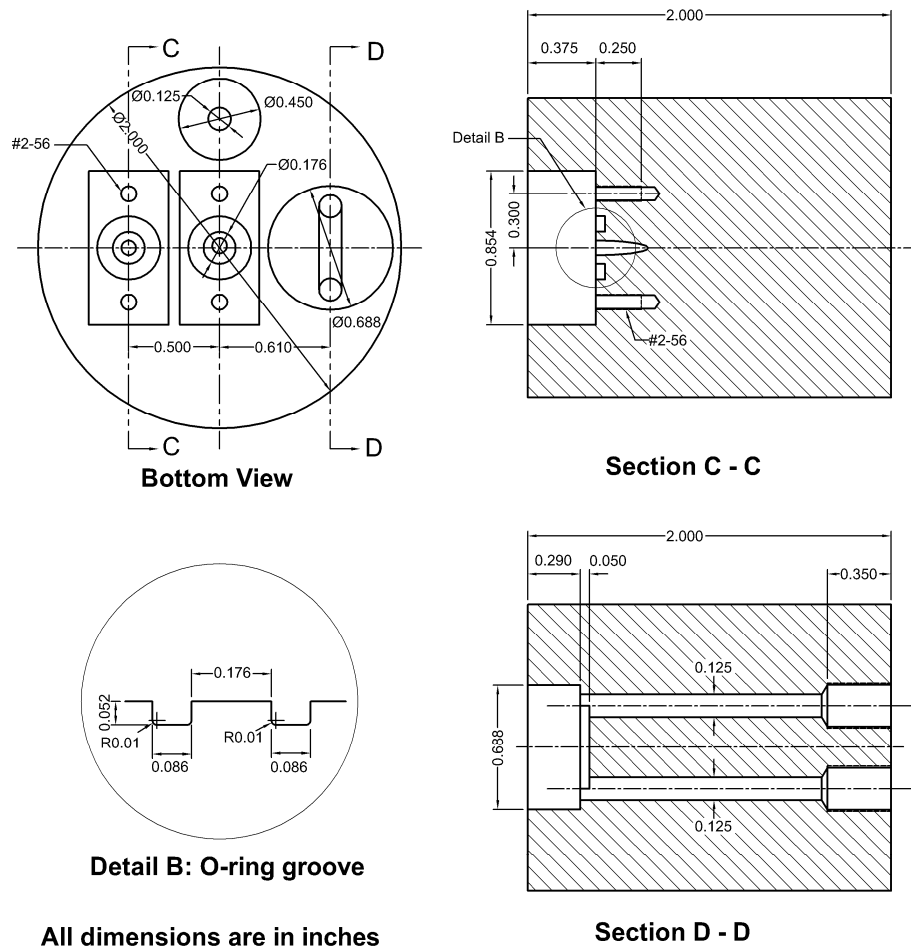 C
D
Ø0.125
Ø0.450
Ø2.000
#2-56
Ø0.176
Ø0.688
0.500
0.610
C
D
Bottom View
2.000
0.375
0.250
Detail B
0.300
0.854
#2-56
Section C - C
0.176
0.052
R0.01
R0.01
0.086
0.086
Detail B: O-ring groove
All dimensions are in inches
2.000
0.290
0.050
0.350
0.125
0.688
0.125
Section D - D